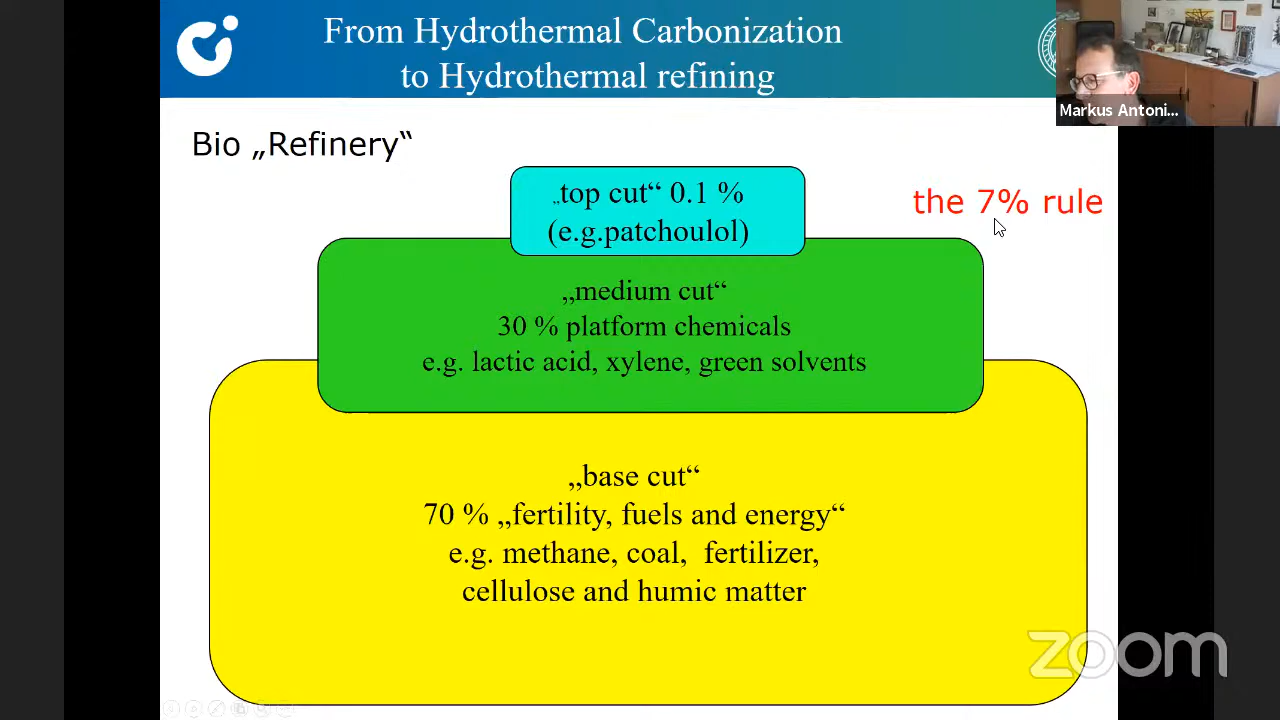 From Hydrothermal Carbonization
to Hydrothermal refining
Markus Antoni...
Bio „Refinery“
the 7% rule
„top cut“ 0.1 %
(e.g.patchoulol)
„medium cut“
30 % platform chemicals
e.g. lactic acid, xylene, green solvents
„base cut“
70 % „fertility, fuels and energy“
e.g. methane, coal, fertilizer,
cellulose and humic matter
zoom